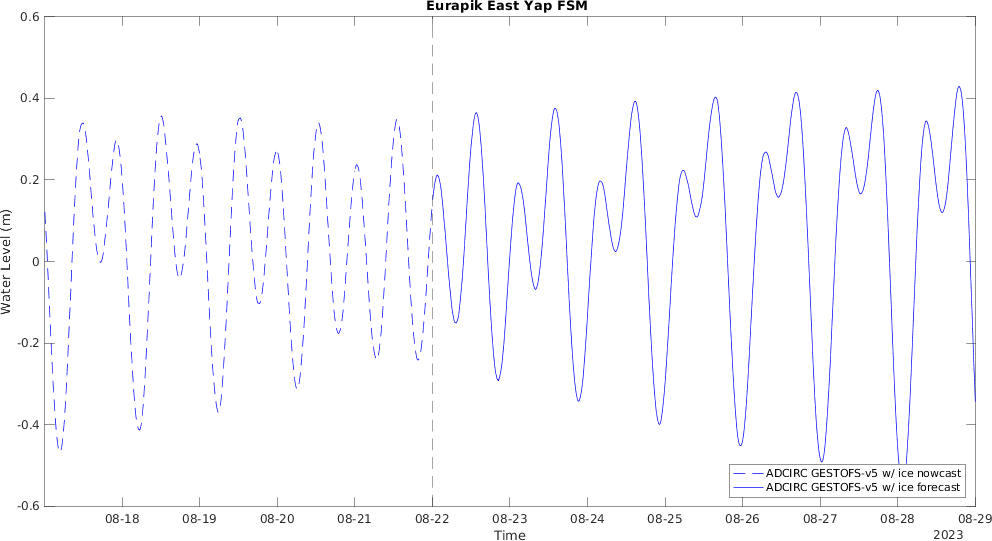 Eurapik East Yap FSM
0.6
0.4
0.2
0
-0.2
-0.4
-0.6
Water Level (m)
ADCIRC GESTOFS-v5 w/ ice nowcast
ADCIRC GESTOFS-v5 w/ ice forecast
08-18 08-19 08-20 08-21 08-22 08-23 08-24 08-25 08-26 08-27 08-28 08-29
Time
2023